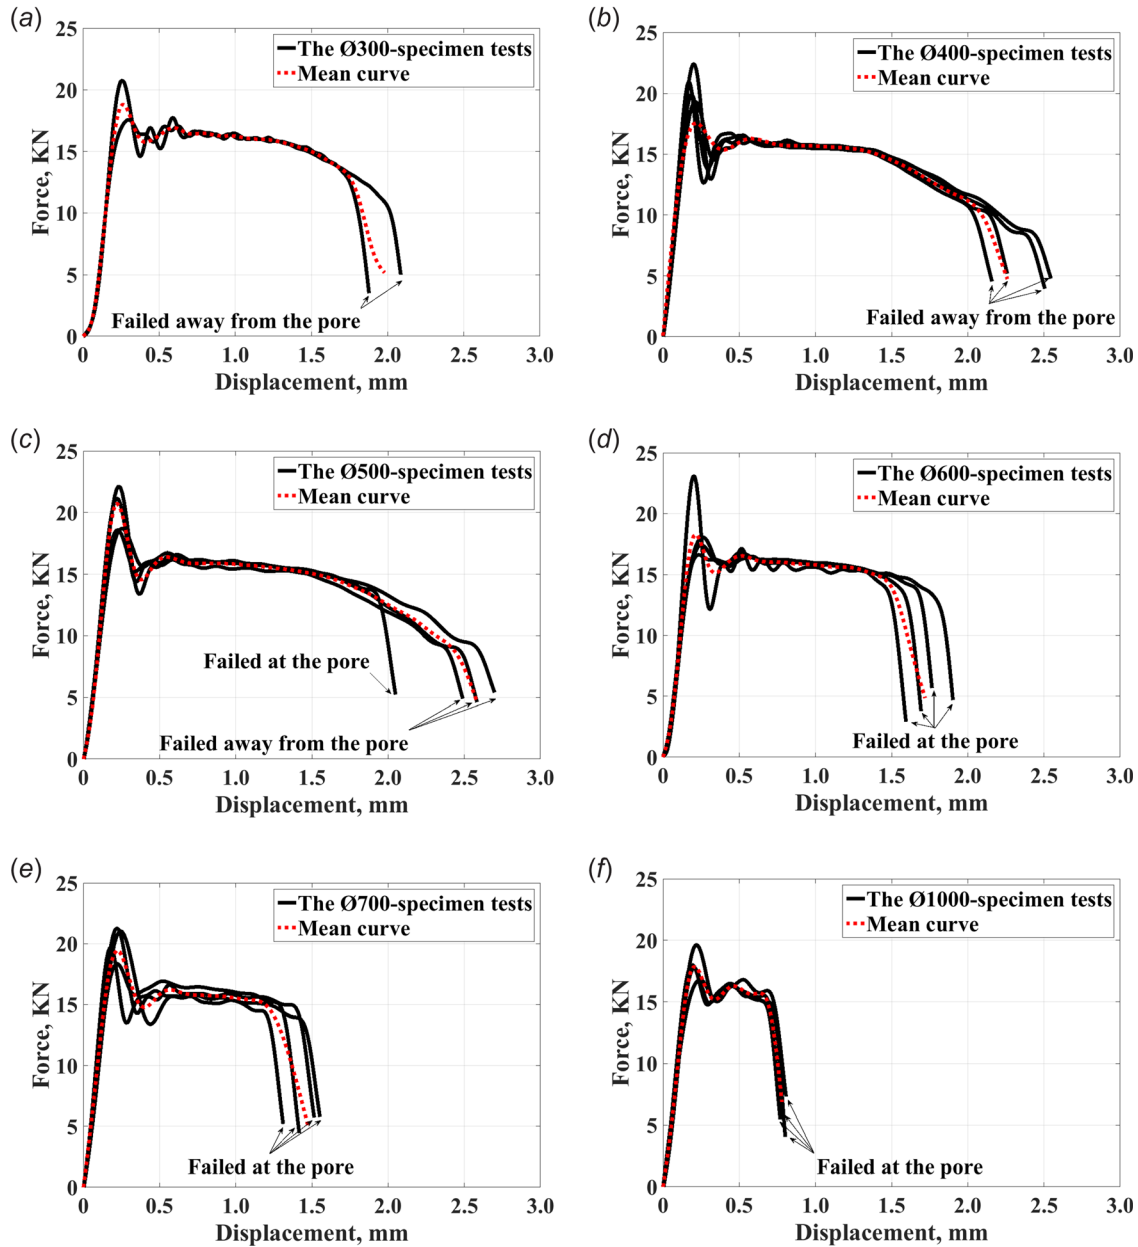 (a)
25
20
15
10
5
0
Force, KN
The Ø300-specimen tests
Mean curve
Failed away from the pore
0 0.5 1.0 1.5 2.0 2.5 3.0
Displacement, mm
(b)
25
20
15
10
5
0
Force, KN
The Ø400-specimen tests
Mean curve
Failed away from the pore
0 0.5 1.0 1.5 2.0 2.5 3.0
Displacement, mm
(c)
25
20
15
10
5
0
Force, KN
The Ø500-specimen tests
Mean curve
Failed at the pore
Failed away from the pore
0 0.5 1.0 1.5 2.0 2.5 3.0
Displacement, mm
(d)
25
20
15
10
5
0
Force, KN
The Ø600-specimen tests
Mean curve
Failed at the pore
0 0.5 1.0 1.5 2.0 2.5 3.0
Displacement, mm
(e)
25
20
15
10
5
0
Force, KN
The Ø700-specimen tests
Mean curve
Failed at the pore
0 0.5 1.0 1.5 2.0 2.5 3.0
Displacement, mm
(f)
25
20
15
10
5
0
Force, KN
The Ø1000-specimen tests
Mean curve
Failed at the pore
0 0.5 1.0 1.5 2.0 2.5 3.0
Displacement, mm